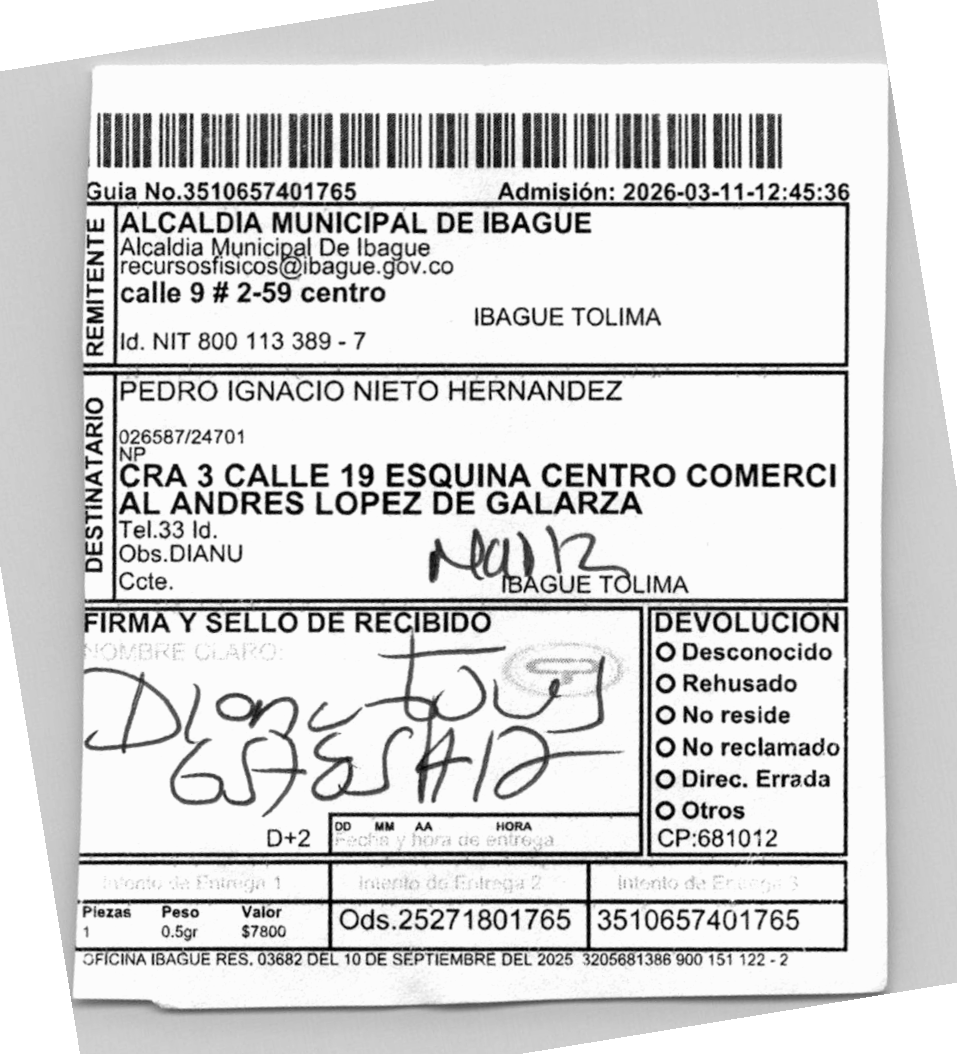 Guia No.3510657401765 Admisión: 2026-03-11-12:45:36
REMITENTE
ALCALDIA MUNICIPAL DE IBAGUE
Alcaldia Municipal De Ibague
recursosfisicos@ibague.gov.co
calle 9 # 2-59 centro
IBAGUE TOLIMA
Id. NIT 800 113 389 - 7
DESTINATARIO
PEDRO IGNACIO NIETO HERNANDEZ
026587/24701
NP
CRA 3 CALLE 19 ESQUINA CENTRO COMERCI
AL ANDRES LOPEZ DE GALARZA
Tel.33 Id.
Obs.DIANU
Ccte.
IBAGUE TOLIMA
FIRMA Y SELLO DE RECIBIDO
NOMBRE CLARO:
D+2
DD MM AA HORA
Fecha y hora de entrega
DEVOLUCION
Desconocido
Rehusado
No reside
No reclamado
Direc. Errada
Otros
CP:681012
Intento de Entrega 1 Intento de Entrega 2 Intento de Entrega 3
Piezas Peso Valor
1 0.5gr $7800
Ods.25271801765 3510657401765
OFICINA IBAGUE RES. 03682 DEL 10 DE SEPTIEMBRE DEL 2025 3205681386 900 151 122 - 2